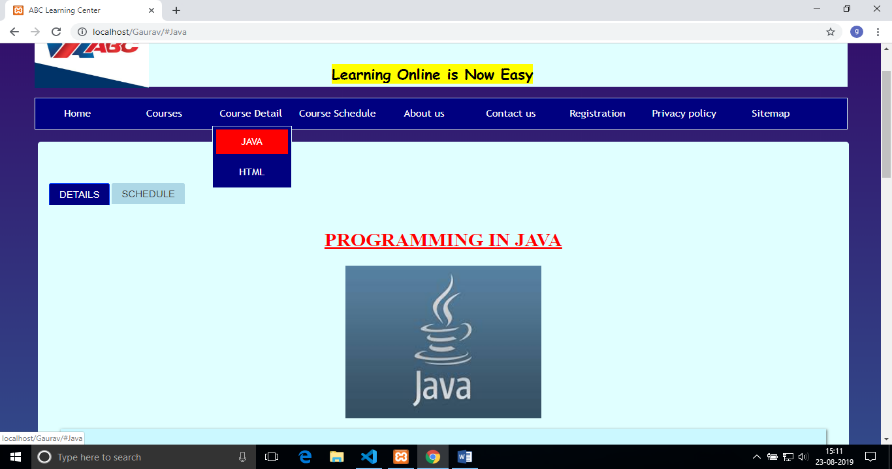 ABC Learning Center
localhost/Gaurav/#Java
g
ABC
Learning Online is Now Easy
Home Courses Course Detail Course Schedule About us Contact us Registration Privacy policy Sitemap
JAVA
HTML
DETAILS SCHEDULE
PROGRAMMING IN JAVA
Java
localhost/Gaurav/#Java
Type here to search
15:11
23-08-2019